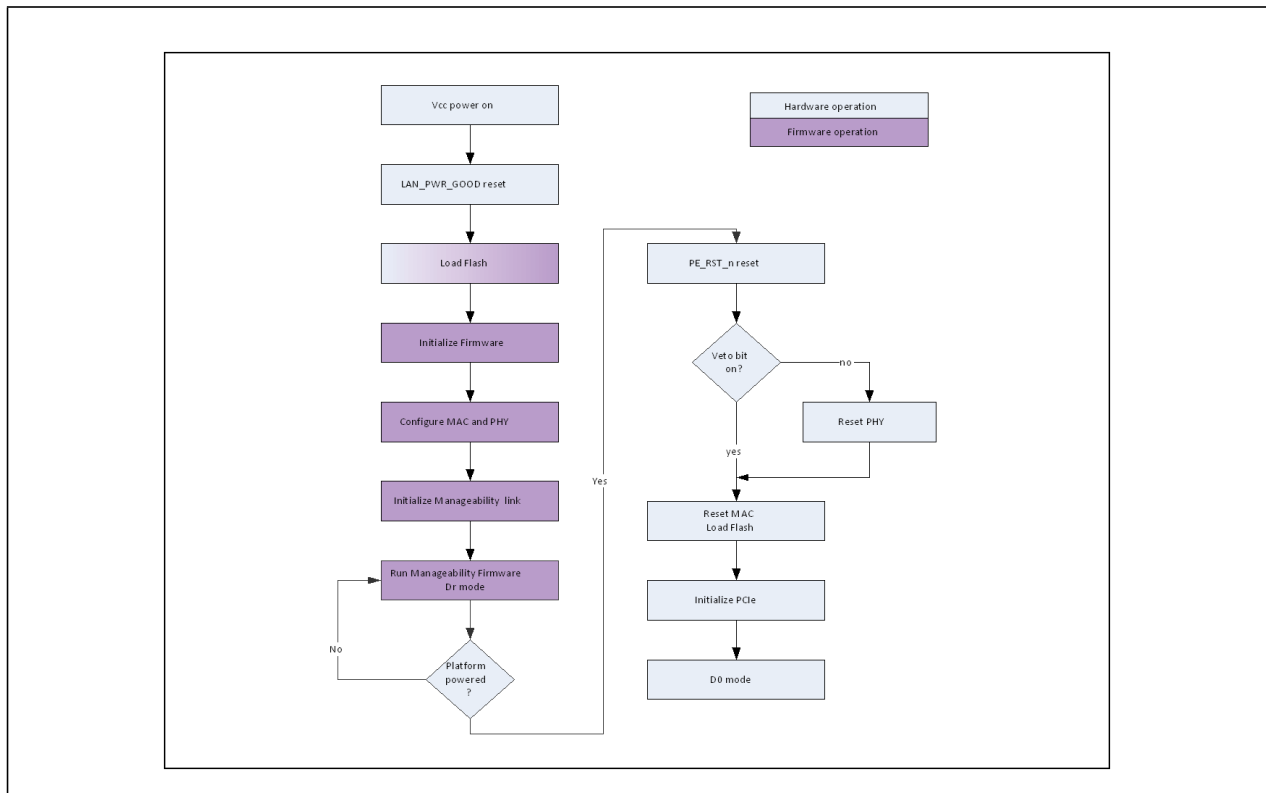 Vcc power on
LAN_PWR_GOOD reset
Load Flash
Initialize Firmware
Configure MAC and PHY
Initialize Manageability link
Run Manageability Firmware
Dr mode
No
Platform
powered
?
Yes
Hardware operation
Firmware operation
PE_RST_n reset
Veto bit
on?
no
Reset PHY
yes
Reset MAC
Load Flash
Initialize PCIe
D0 mode